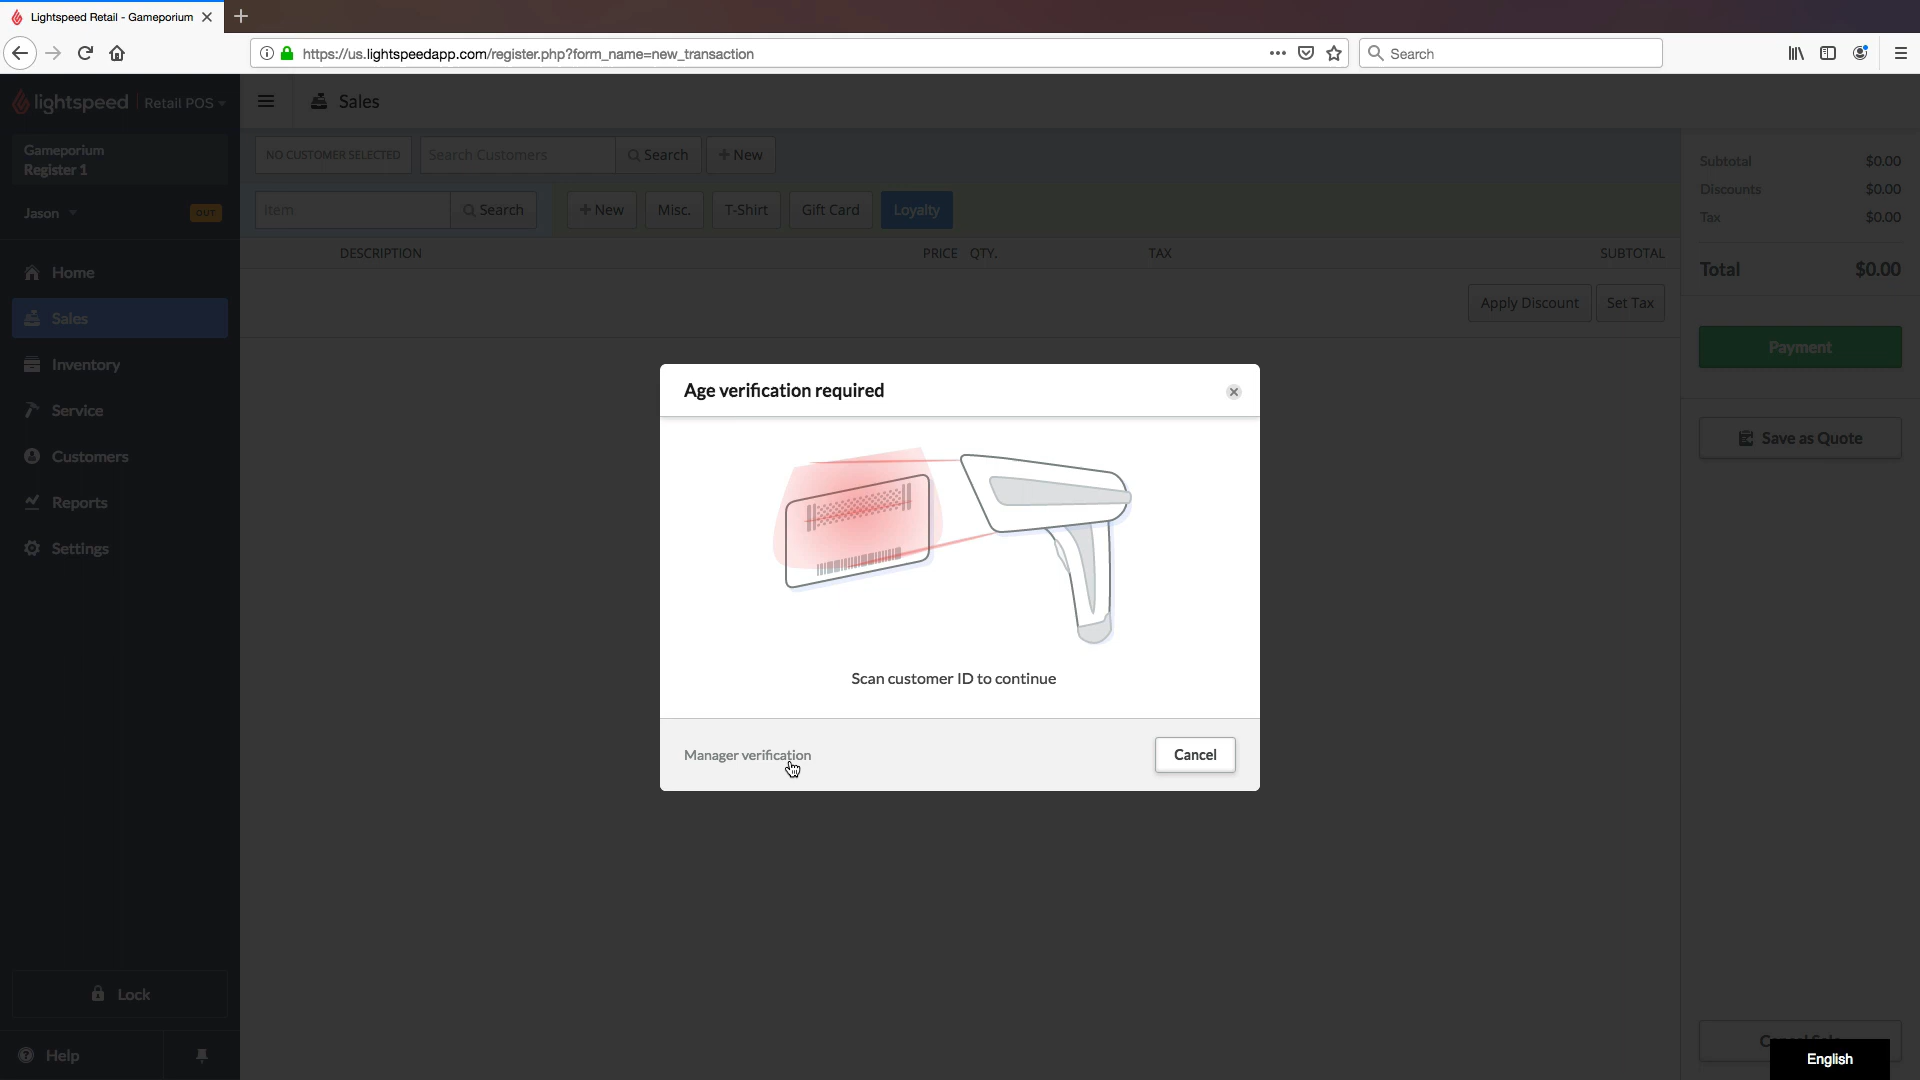 Lightspeed Retail - Gameporium
https://us.lightspeedapp.com/register.php?form_name=new_transaction
Search
lightspeed Retail POS
Sales
Gameporium
Register 1
Jason OUT
Home
Sales
Inventory
Service
Customers
Reports
Settings
Lock
Help
NO CUSTOMER SELECTED Search Customers Search + New
Item Search + New Misc. T-Shirt Gift Card Loyalty
DESCRIPTION PRICE QTY. TAX SUBTOTAL
Apply Discount Set Tax
Subtotal $0.00
Discounts $0.00
Tax $0.00
Total $0.00
Payment
Save as Quote
Age verification required
Scan customer ID to continue
Manager verification
Cancel
English